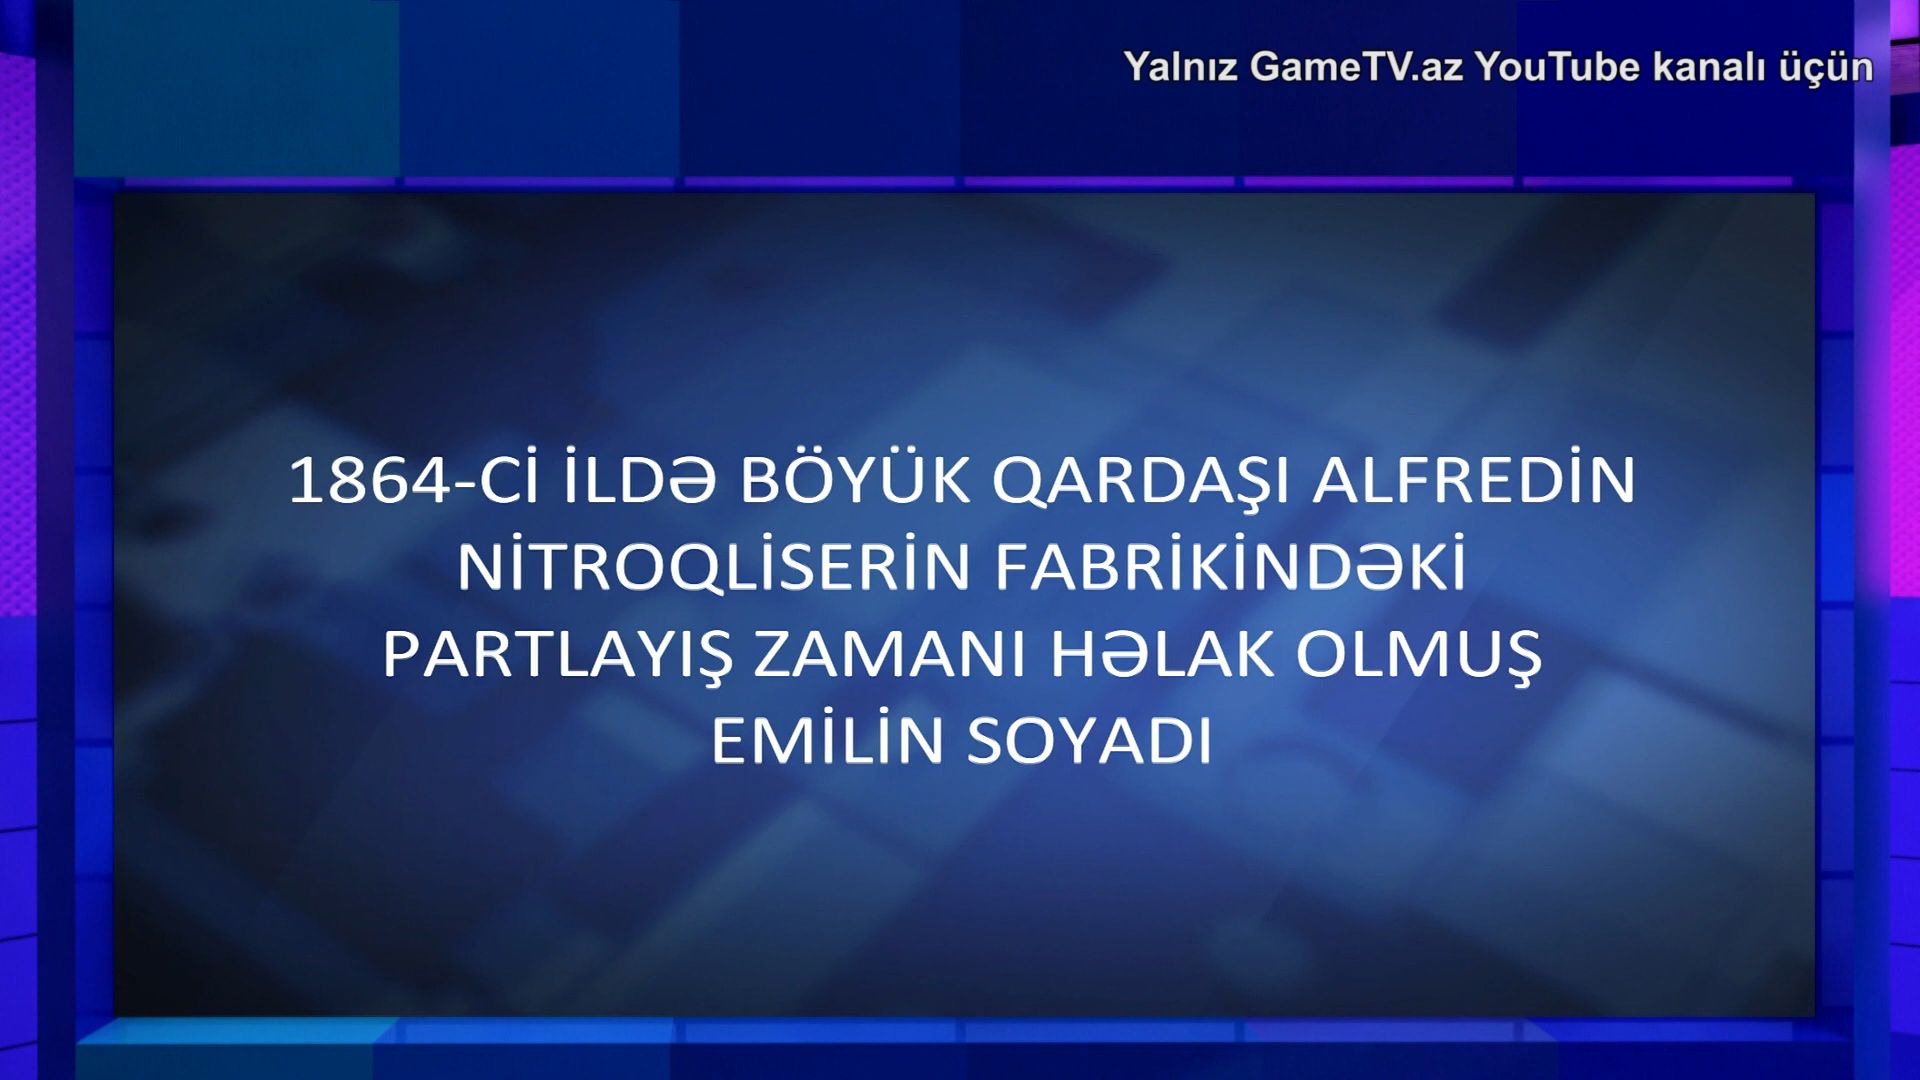 Yalnız GameTV.az YouTube kanalı üçün
1864-Cİ İLDƏ BÖYÜK QARDAŞI ALFREDİN
NİTROQLİSERİN FABRİKİNDƏKİ
PARTLAYIŞ ZAMANI HƏLAK OLMUŞ
EMİLİN SOYADI